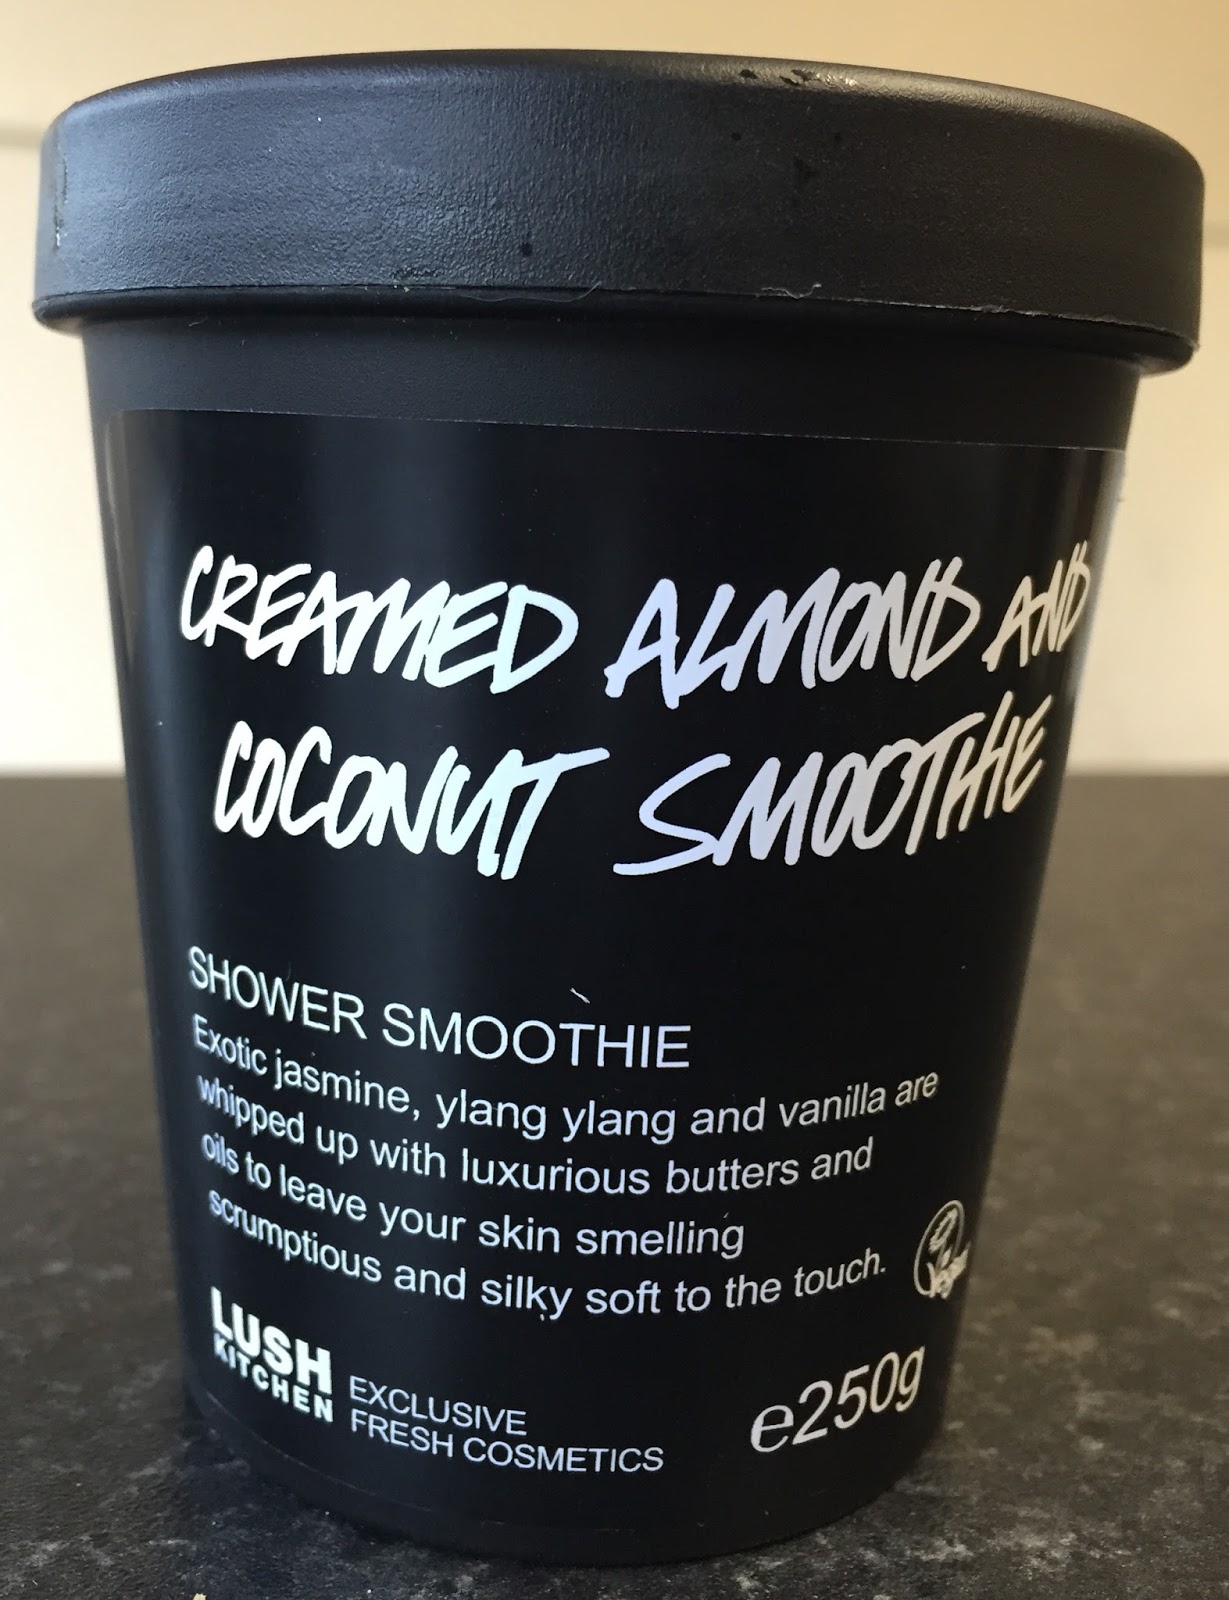 CREAMED ALMOND AND
COCONUT SMOOTHIE
SHOWER SMOOTHIE
Exotic jasmine, ylang ylang and vanilla are
whipped up with luxurious butters and
oils to leave your skin smelling
scrumptious and silky soft to the touch.
Vegan
LUSH
KITCHEN
EXCLUSIVE
FRESH COSMETICS
℮250g